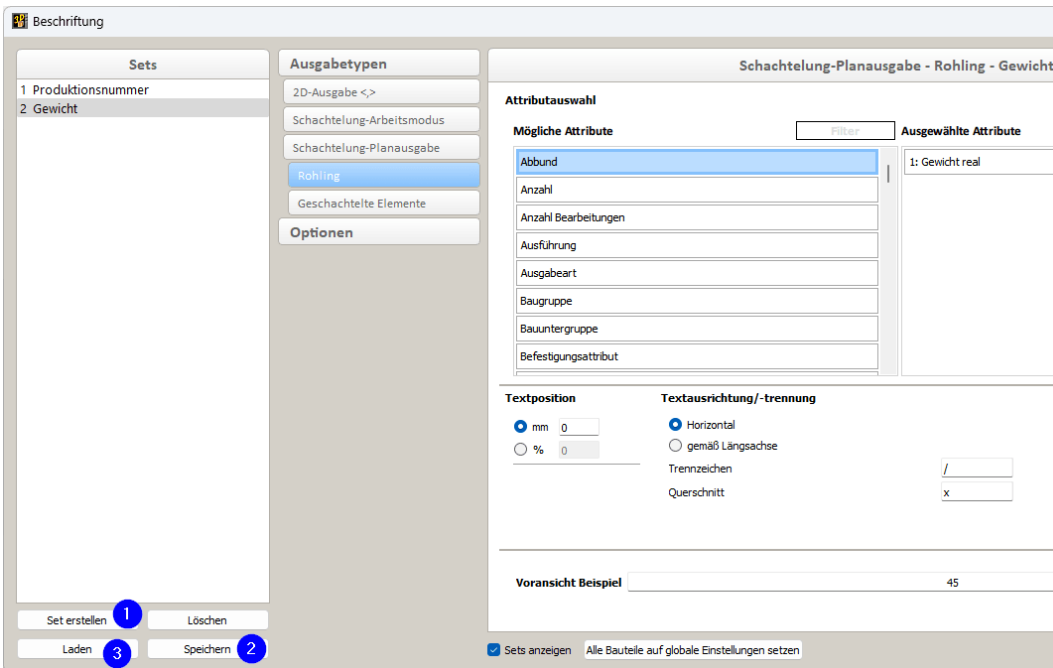 Beschriftung
Sets
1 Produktionsnummer
2 Gewicht
Set erstellen
1
Löschen
Laden
3
Speichern
2
Ausgabetypen
2D-Ausgabe <,>
Schachtelung-Arbeitsmodus
Schachtelung-Planausgabe
Rohling
Geschachtelte Elemente
Optionen
Schachtelung-Planausgabe - Rohling - Gewicht
Attributauswahl
Mögliche Attribute
Filter
Ausgewählte Attribute
Abbund
Anzahl
Anzahl Bearbeitungen
Ausführung
Ausgabeart
Baugruppe
Bauuntergruppe
Befestigungsattribut
1: Gewicht real
Textposition
mm 0
% 0
Textausrichtung/-trennung
Horizontal
gemäß Längsachse
Trennzeichen /
Querschnitt x
Voransicht Beispiel 45
Sets anzeigen Alle Bauteile auf globale Einstellungen setzen